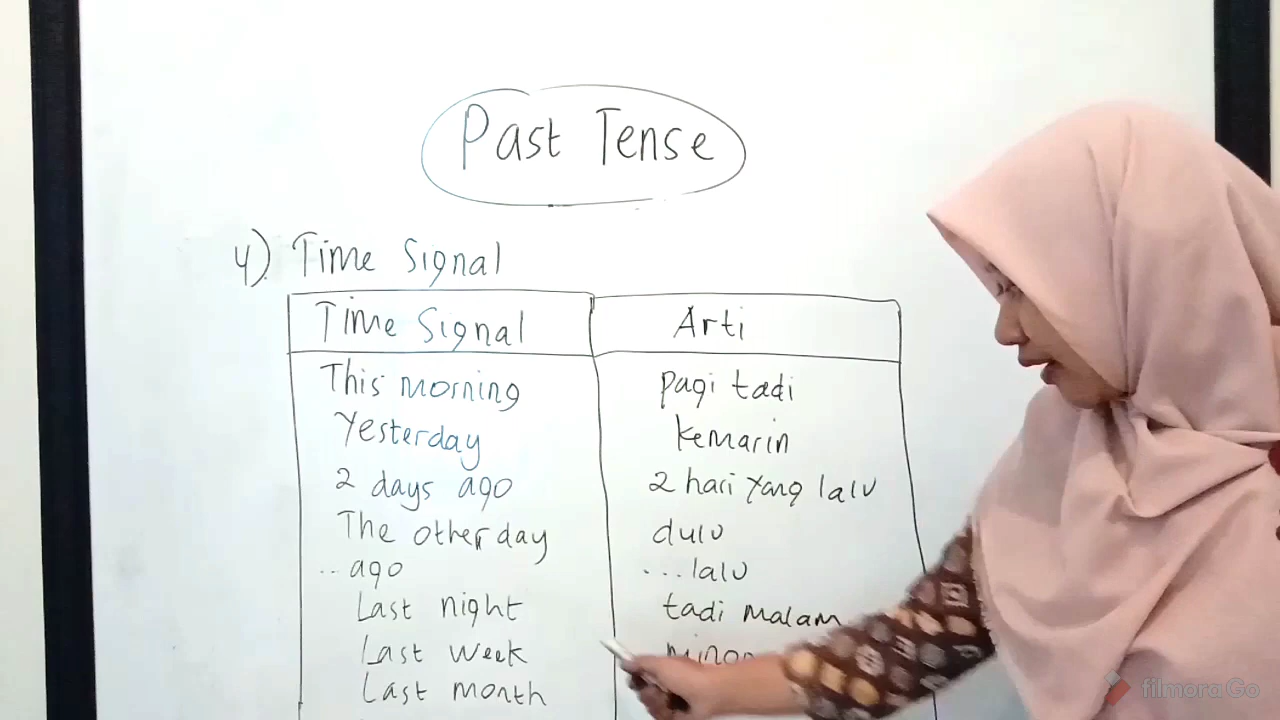 Past Tense
4) Time Signal
Time Signal Arti
This morning pagi tadi
Yesterday kemarin
2 days ago 2 hari yang lalu
The other day dulu
...ago ...lalu
Last night tadi malam
Last week
Last month
filmora Go